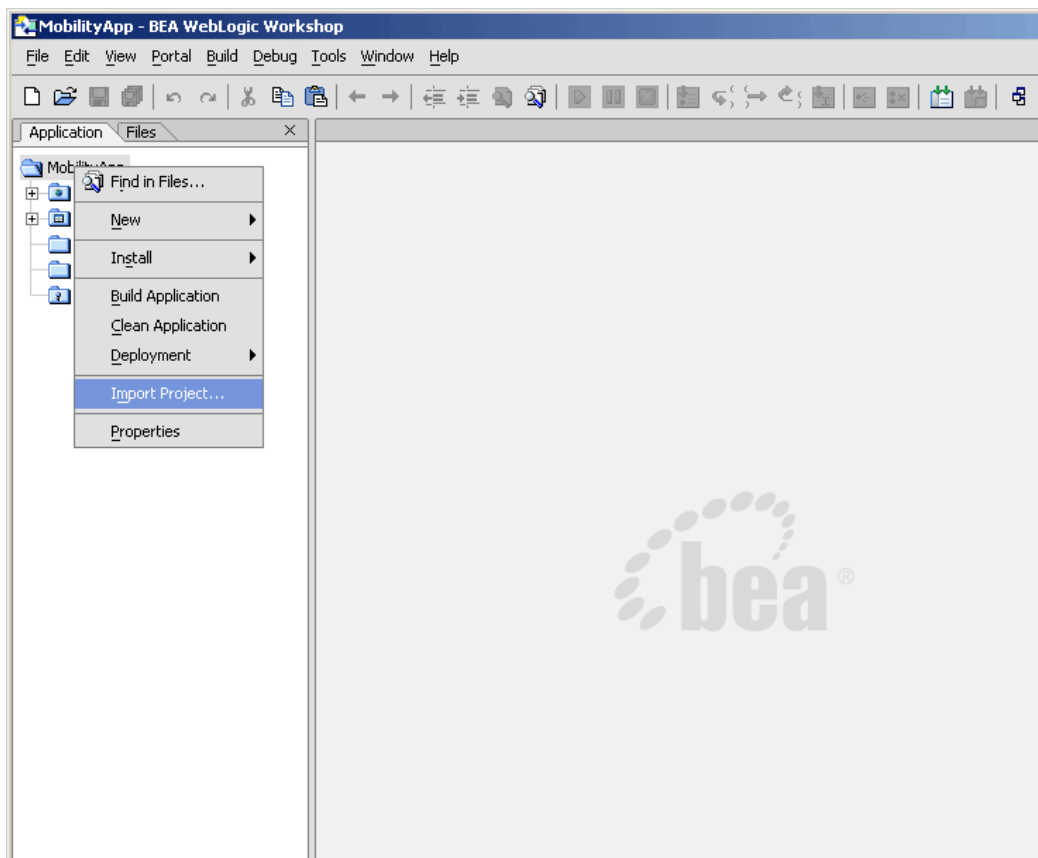 MobilityApp - BEA WebLogic Workshop
File Edit View Portal Build Debug Tools Window Help
Application Files
MobilityApp
Find in Files...
New
Install
Build Application
Clean Application
Deployment
Import Project...
Properties
bea ®